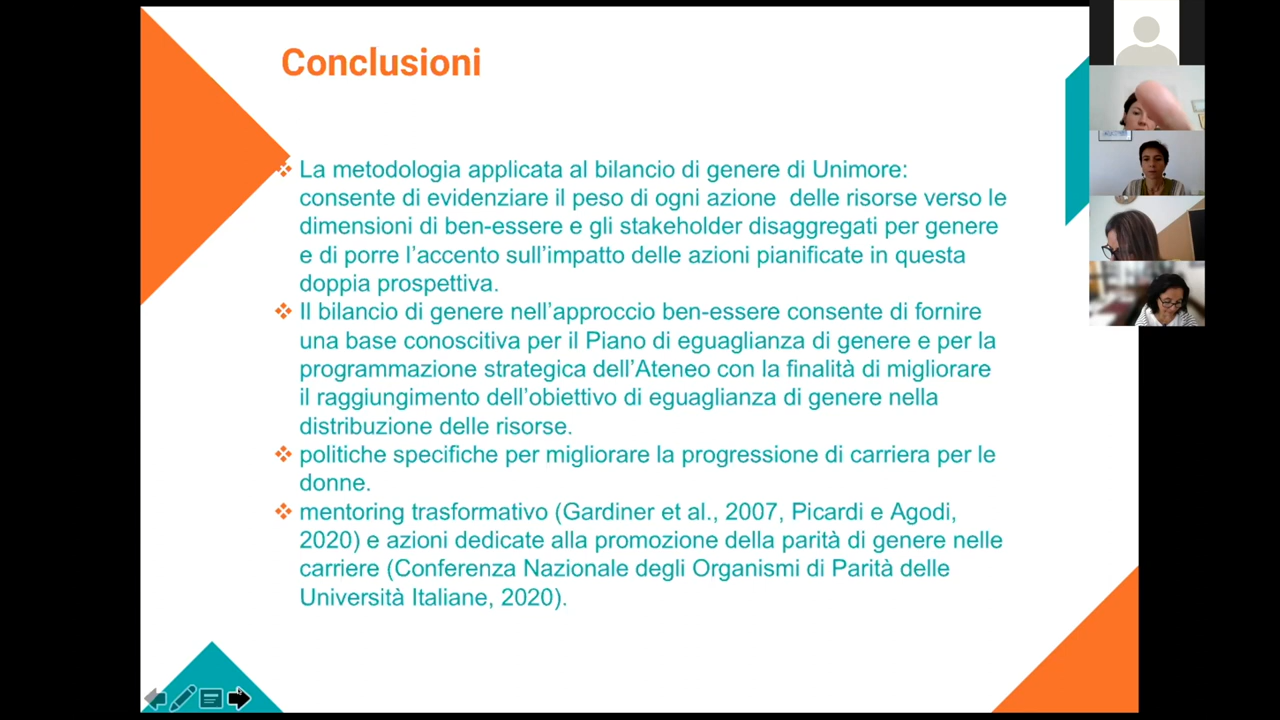 Conclusioni
La metodologia applicata al bilancio di genere di Unimore:
consente di evidenziare il peso di ogni azione delle risorse verso le
dimensioni di ben-essere e gli stakeholder disaggregati per genere
e di porre l'accento sull'impatto delle azioni pianificate in questa
doppia prospettiva.
Il bilancio di genere nell'approccio ben-essere consente di fornire
una base conoscitiva per il Piano di eguaglianza di genere e per la
programmazione strategica dell'Ateneo con la finalità di migliorare
il raggiungimento dell'obiettivo di eguaglianza di genere nella
distribuzione delle risorse.
politiche specifiche per migliorare la progressione di carriera per le
donne.
mentoring trasformativo (Gardiner et al., 2007, Picardi e Agodi,
2020) e azioni dedicate alla promozione della parità di genere nelle
carriere (Conferenza Nazionale degli Organismi di Parità delle
Università Italiane, 2020).